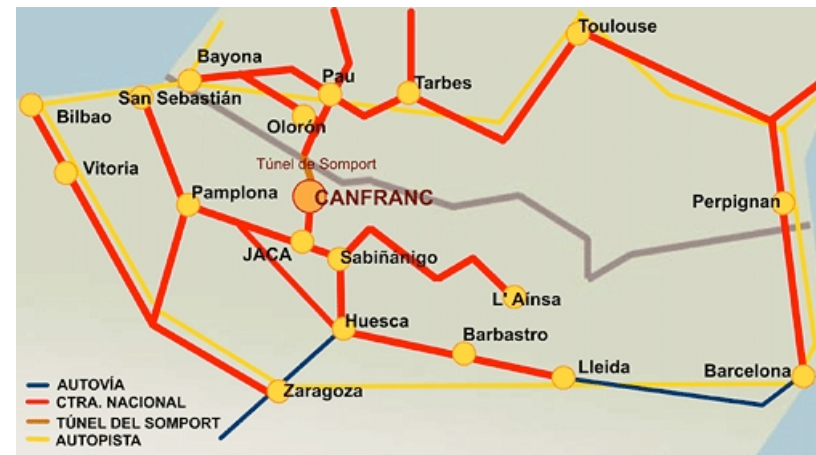 Toulouse
Bayona
Pau
Tarbes
San Sebastián
Bilbao
Olorón
Túnel de Somport
Vitoria
Pamplona
CANFRANC
Perpignan
JACA
Sabiñánigo
L' Aínsa
Huesca
Barbastro
Lleida
Barcelona
Zaragoza
AUTOVÍA
CTRA. NACIONAL
TÚNEL DEL SOMPORT
AUTOPISTA